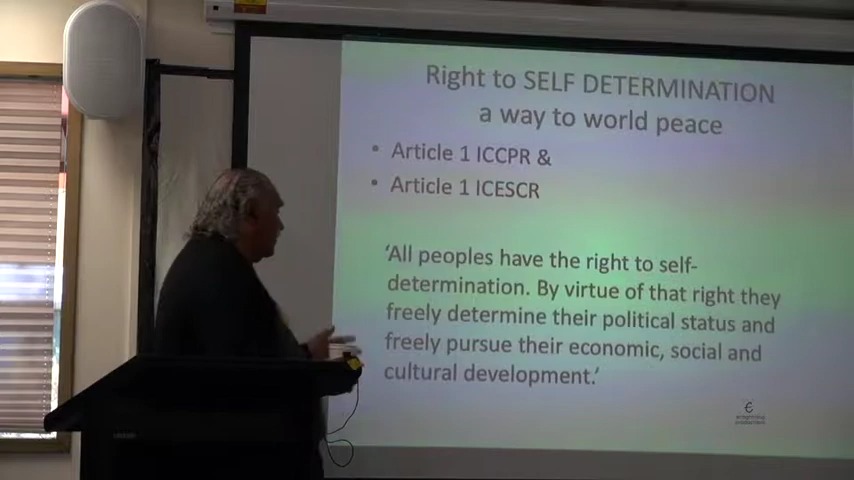 Right to SELF DETERMINATION
a way to world peace
• Article 1 ICCPR &
• Article 1 ICESCR
‘All peoples have the right to self-
determination. By virtue of that right they
freely determine their political status and
freely pursue their economic, social and
cultural development.’